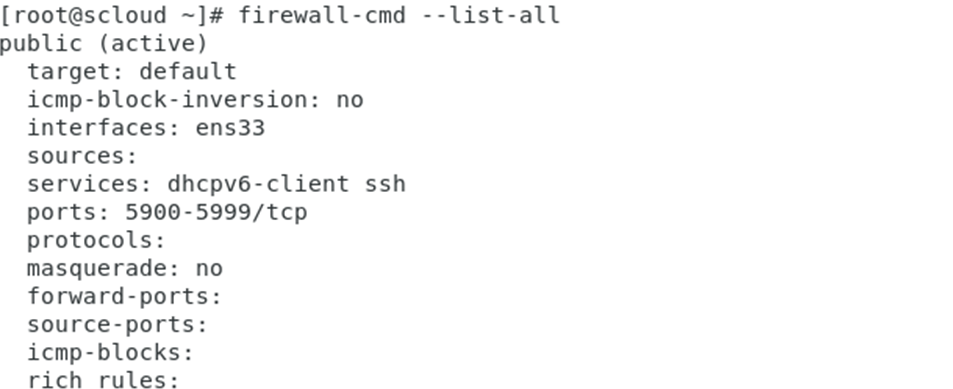 [root@scloud ~]# firewall-cmd --list-all
public (active)
  target: default
  icmp-block-inversion: no
  interfaces: ens33
  sources:
  services: dhcpv6-client ssh
  ports: 5900-5999/tcp
  protocols:
  masquerade: no
  forward-ports:
  source-ports:
  icmp-blocks:
  rich rules: